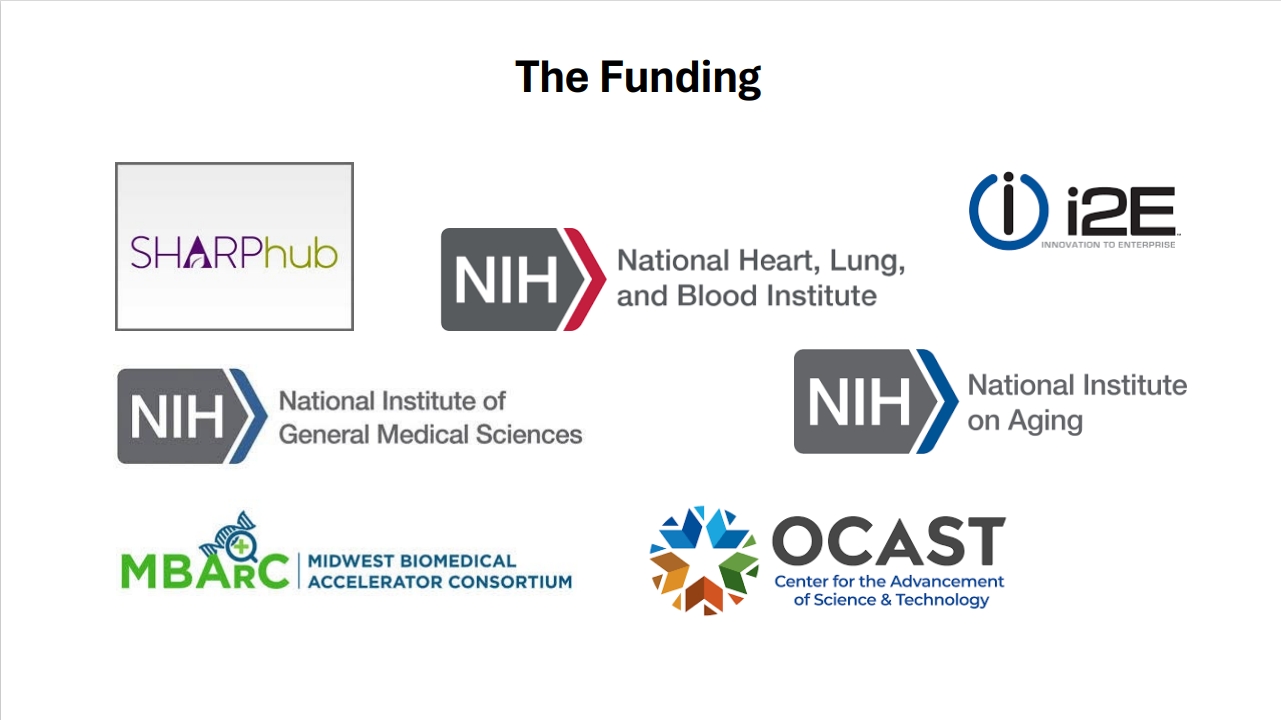 The Funding
SHARPhub
NIH
National Heart, Lung,
and Blood Institute
i
i2E
INNOVATION TO ENTERPRISE
NIH
National Institute of
General Medical Sciences
NIH
National Institute
on Aging
MBARC
MIDWEST BIOMEDICAL
ACCELERATOR CONSORTIUM
OCAST
Center for the Advancement
of Science & Technology